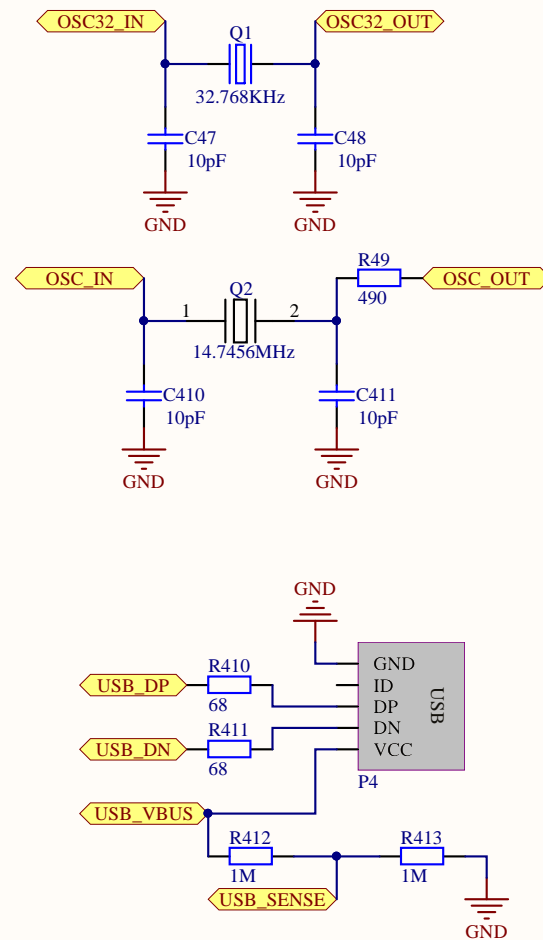 OSC32_IN
OSC32_OUT
Q1
32.768KHz
C47
10pF
C48
10pF
GND
GND
OSC_IN
R49
490
OSC_OUT
Q2
1
2
14.7456MHz
C410
10pF
C411
10pF
GND
GND
GND
GND
ID
DP
DN
VCC
USB
P4
USB_DP
R410
68
USB_DN
R411
68
USB_VBUS
R412
1M
R413
1M
USB_SENSE
GND